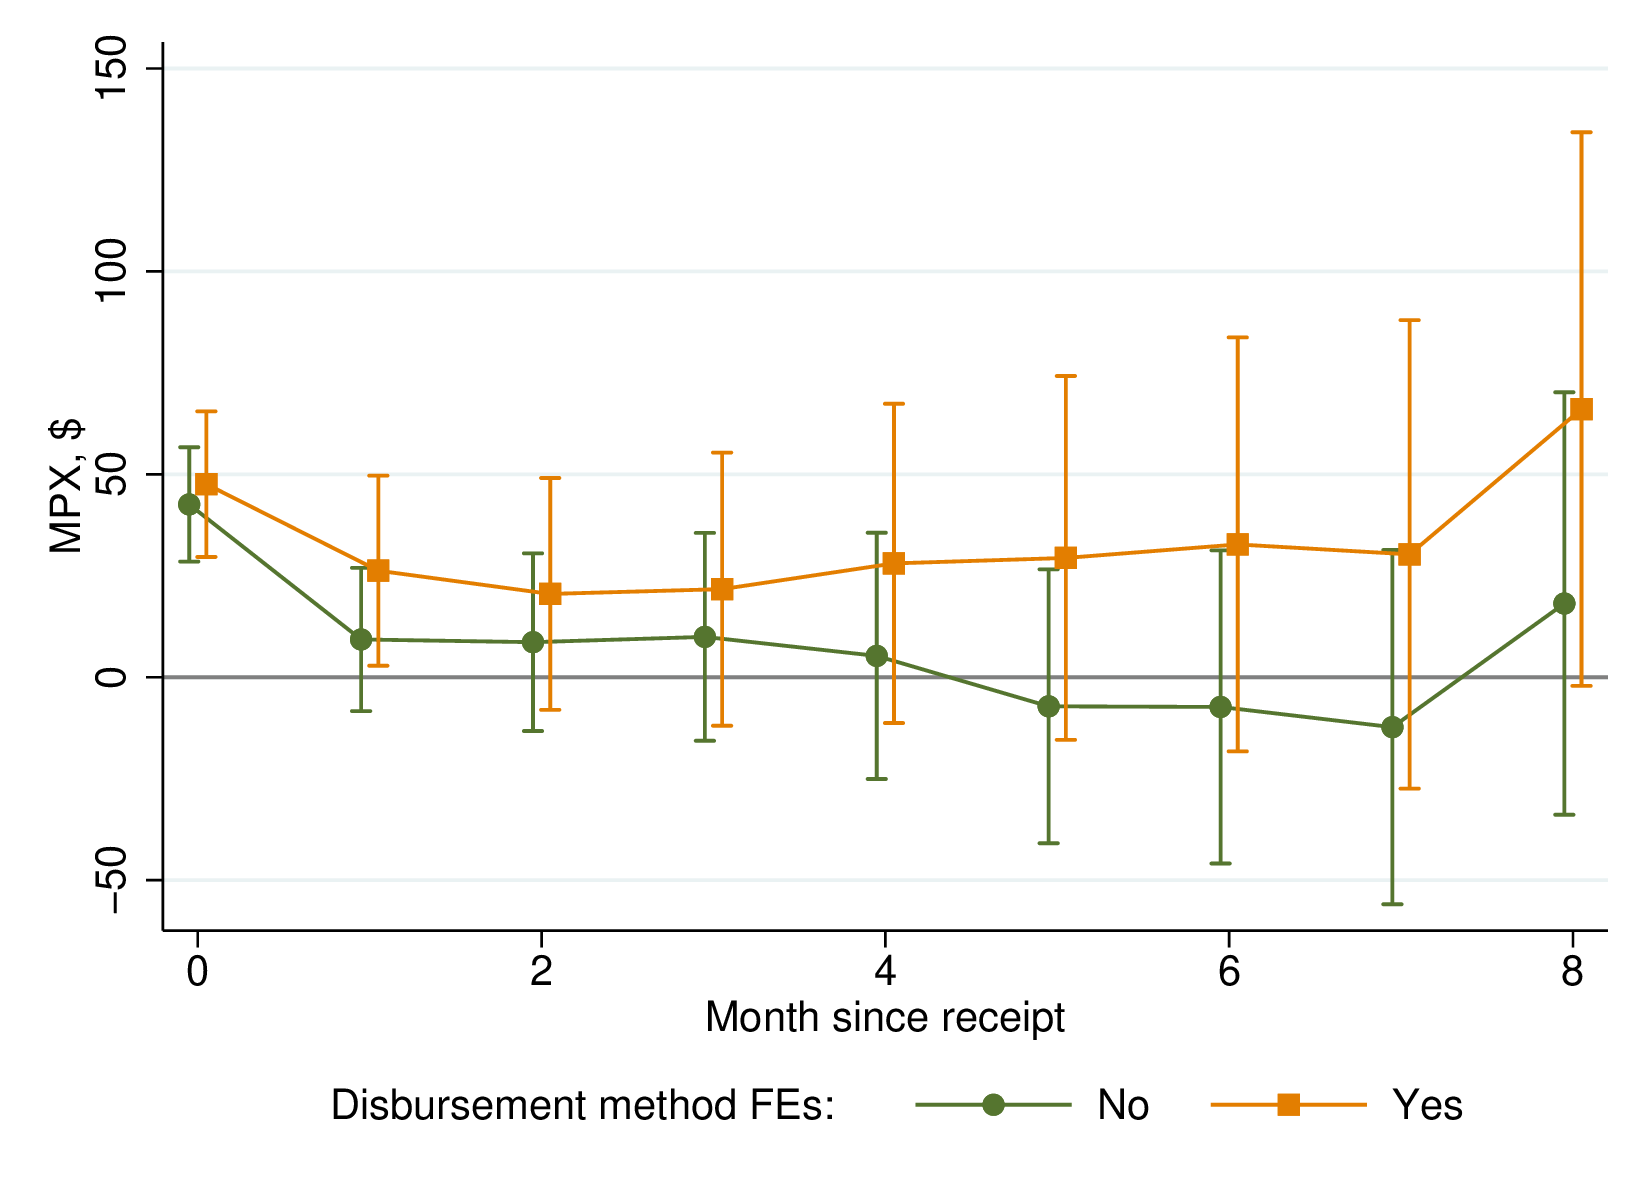 150
100
50
0
−50
MPX, $
0 2 4 6 8
Month since receipt
Disbursement method FEs: No Yes